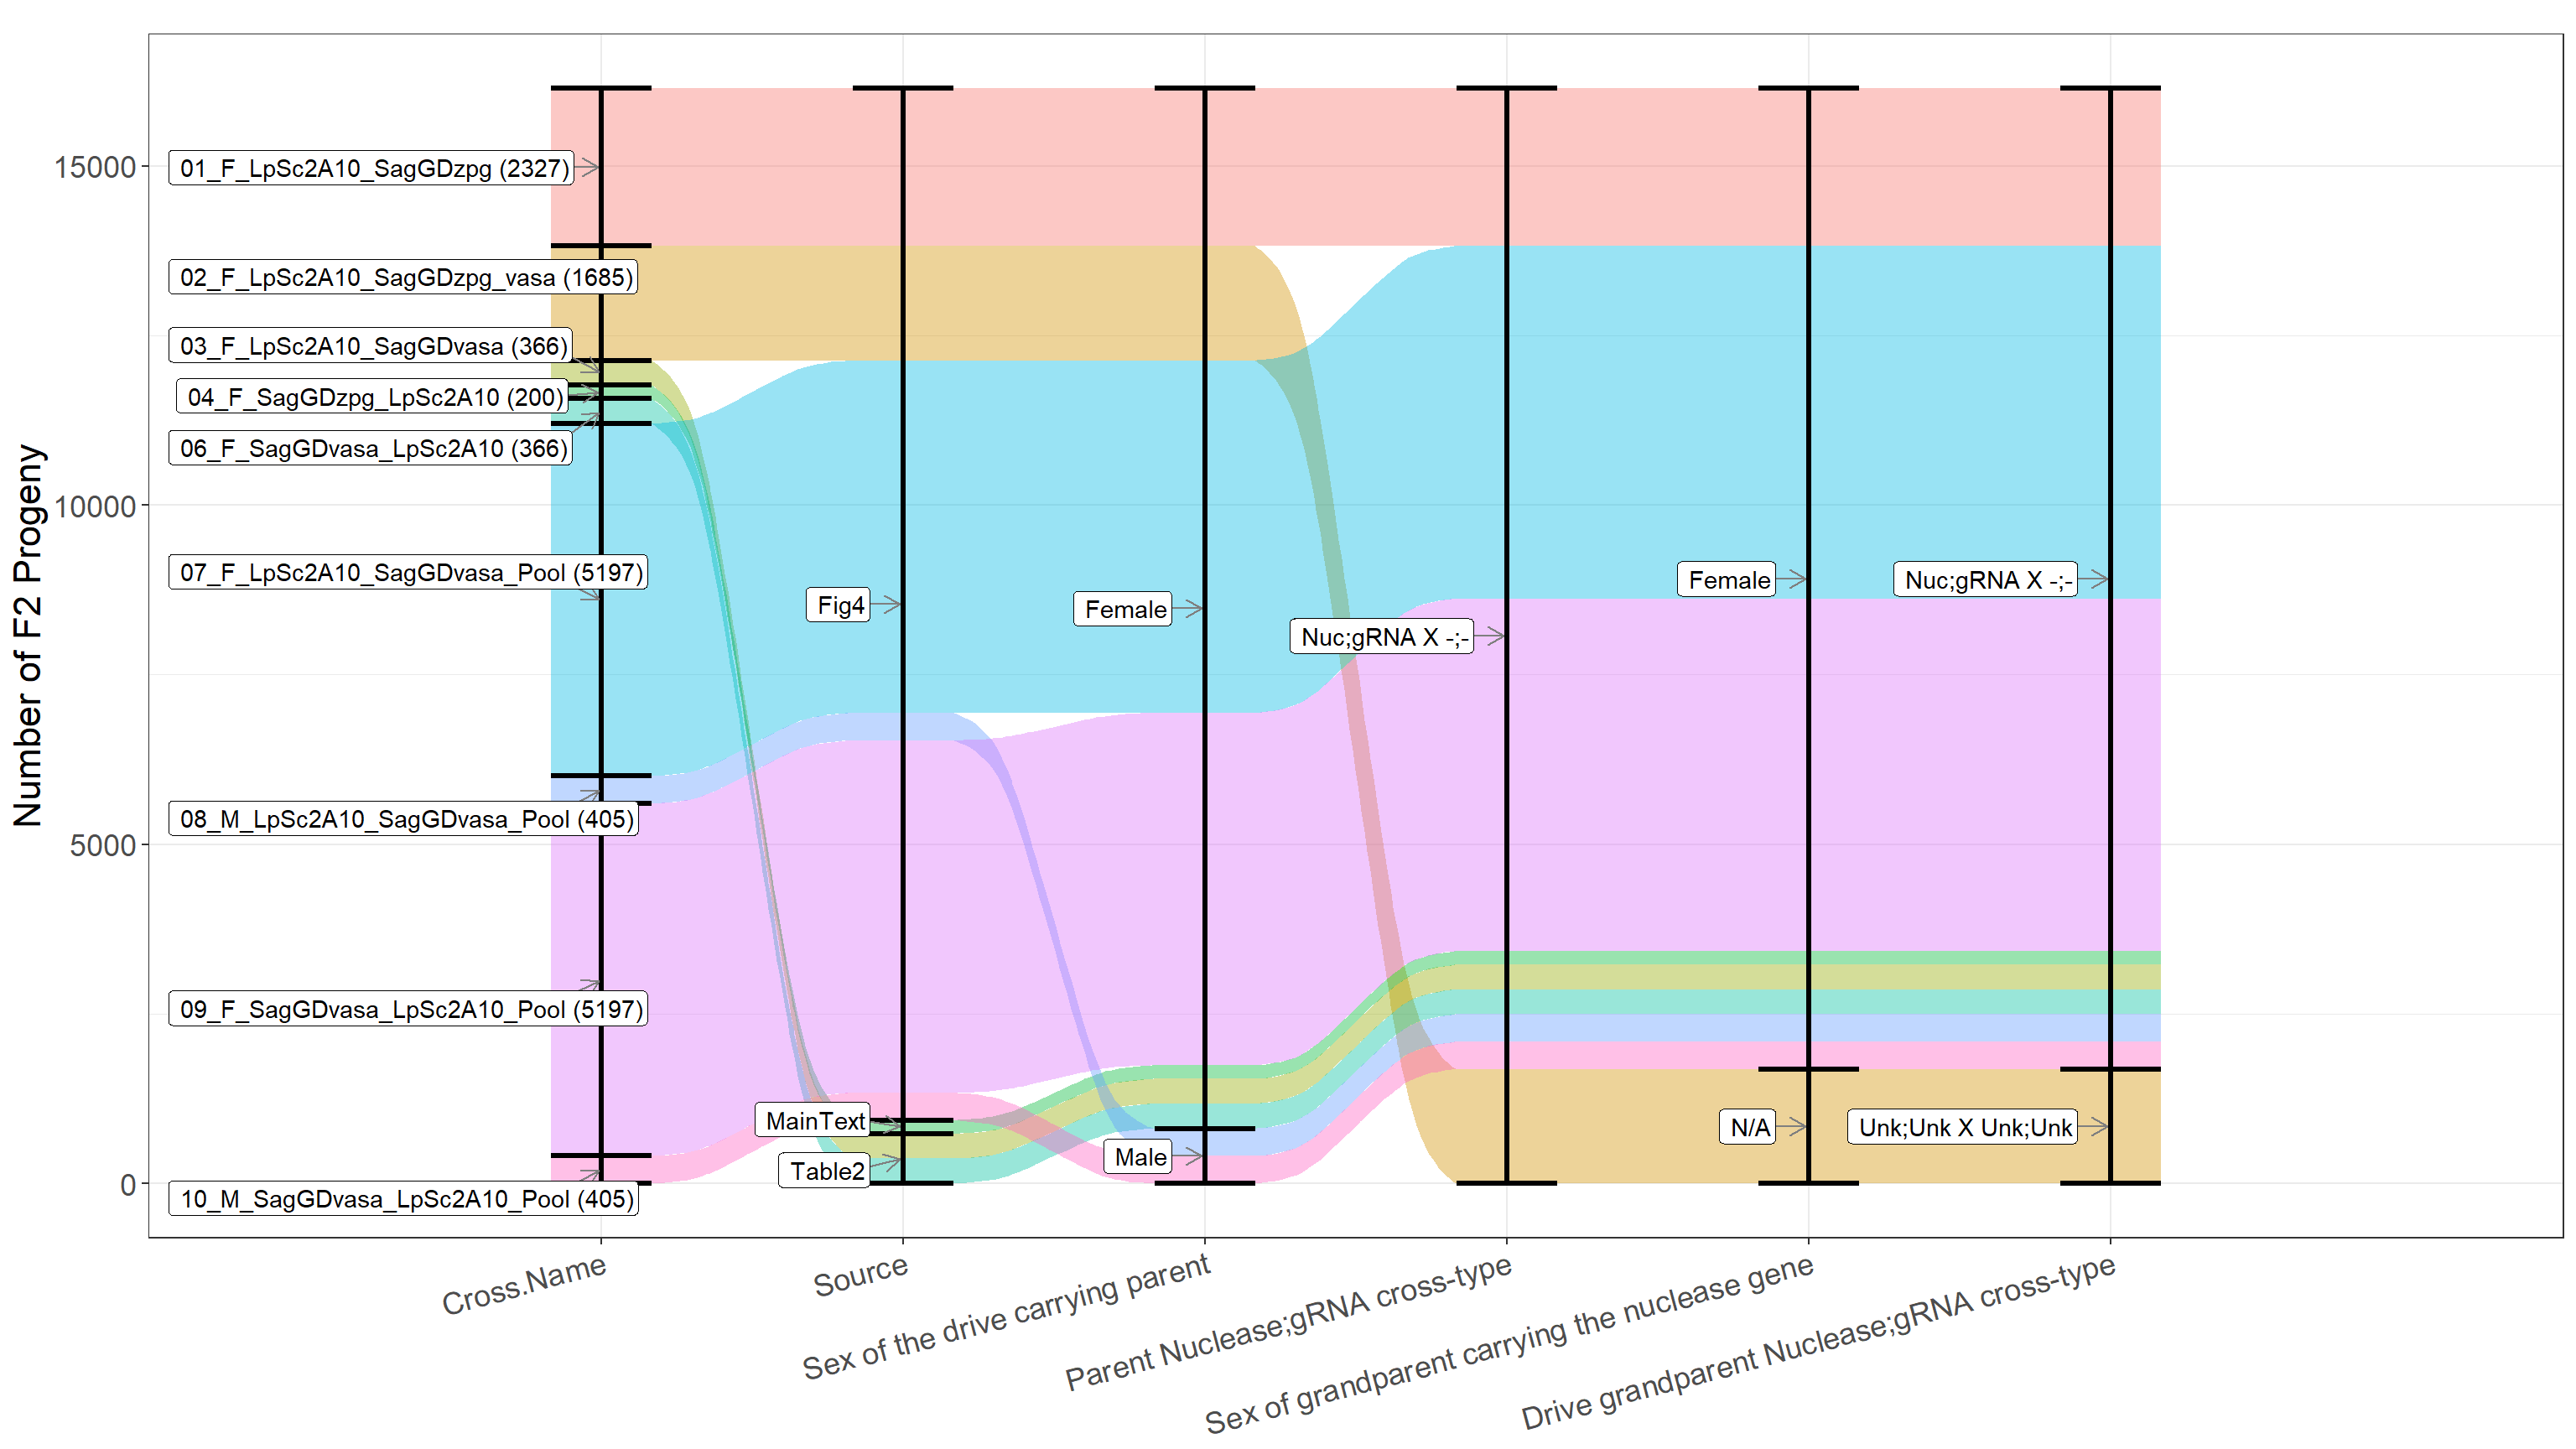 Number of F2 Progeny
15000
10000
5000
0
01_F_LpSc2A10_SagGDzpg (2327)
02_F_LpSc2A10_SagGDzpg_vasa (1685)
03_F_LpSc2A10_SagGDvasa (366)
04_F_SagGDzpg_LpSc2A10 (200)
06_F_SagGDvasa_LpSc2A10 (366)
07_F_LpSc2A10_SagGDvasa_Pool (5197)
08_M_LpSc2A10_SagGDvasa_Pool (405)
09_F_SagGDvasa_LpSc2A10_Pool (5197)
10_M_SagGDvasa_LpSc2A10_Pool (405)
Fig4
MainText
Table2
Female
Male
Nuc;gRNA X -;-
Female
N/A
Nuc;gRNA X -;-
Unk;Unk X Unk;Unk
Cross.Name
Source
Sex of the drive carrying parent
Parent Nuclease;gRNA cross-type
Sex of grandparent carrying the nuclease gene
Drive grandparent Nuclease;gRNA cross-type